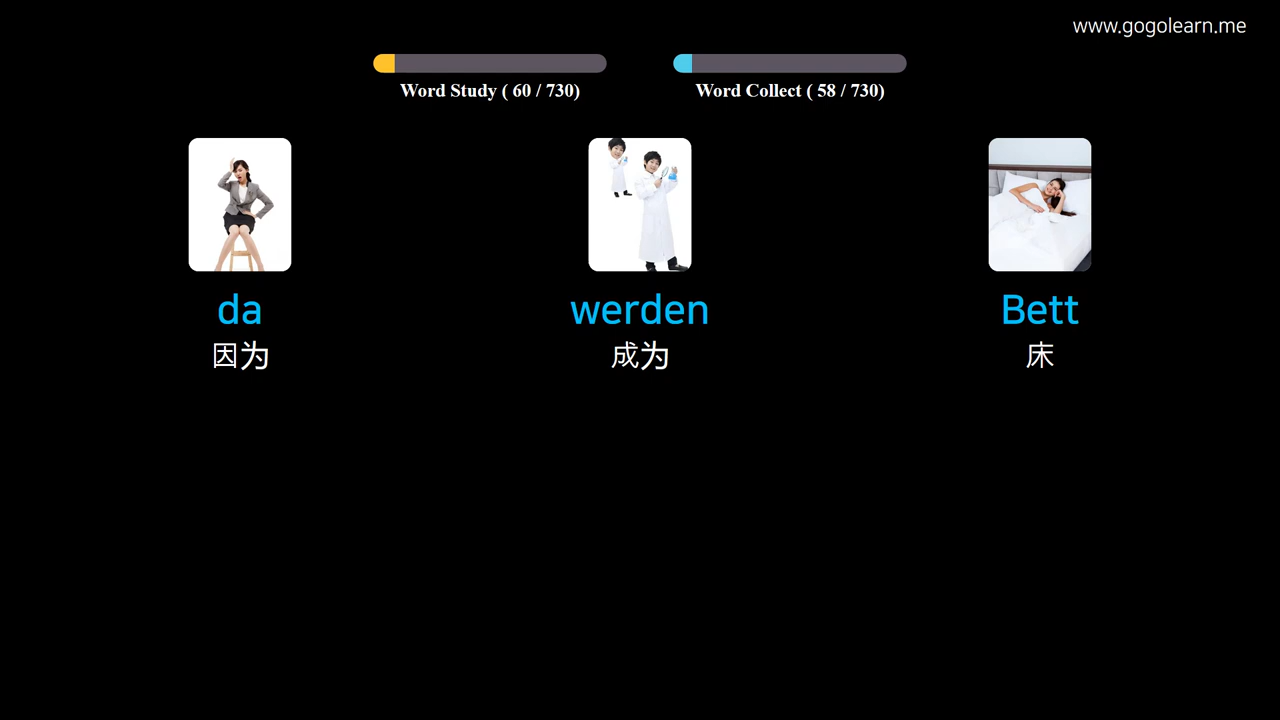 www.gogolearn.me
Word Study ( 60 / 730)
Word Collect ( 58 / 730)
da
因为
werden
成为
Bett
床